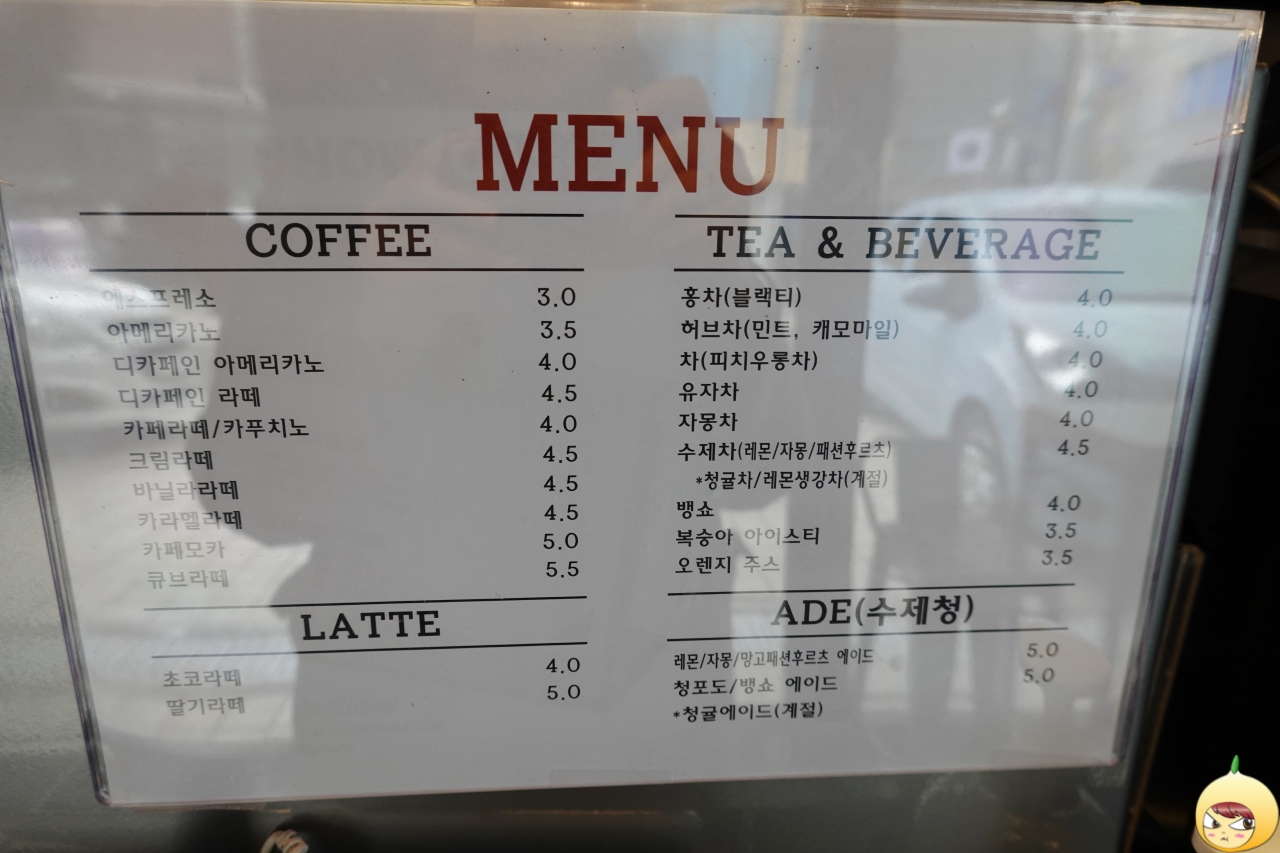 MENU
COFFEE
에스프레소 3.0
아메리카노 3.5
디카페인 아메리카노 4.0
디카페인 라떼 4.5
카페라떼/카푸치노 4.0
크림라떼 4.5
바닐라라떼 4.5
카라멜라떼 4.5
카페모카 5.0
큐브라떼 5.5
LATTE
초코라떼 4.0
딸기라떼 5.0
TEA & BEVERAGE
홍차(블랙티) 4.0
허브차(민트, 캐모마일) 4.0
차(피치우롱차) 4.0
유자차 4.0
자몽차 4.0
수제차(레몬/자몽/패션후르츠) 4.5
*청귤차/레몬생강차(계절)
뱅쇼 4.0
복숭아 아이스티 3.5
오렌지 주스 3.5
ADE(수제청)
레몬/자몽/망고패션후르츠 에이드 5.0
청포도/뱅쇼 에이드 5.0
*청귤에이드(계절)